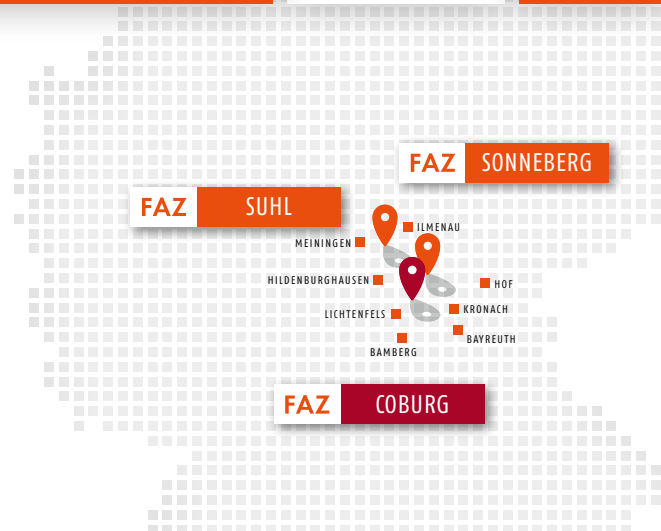 FAZ SONNEBERG
FAZ SUHL
ILMENAU
MEININGEN
HILDENBURGHAUSEN
HOF
KRONACH
LICHTENFELS
BAYREUTH
BAMBERG
FAZ COBURG